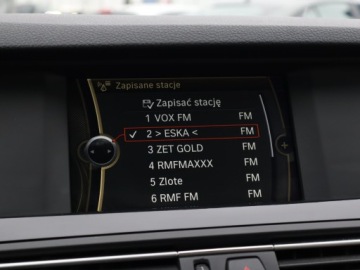 Zapisane stacje
Zapisać stację
1 VOX FM FM
2 > ESKA < FM
3 ZET GOLD FM
4 RMFMAXXX FM
5 Zlote FM
6 RMF FM FM